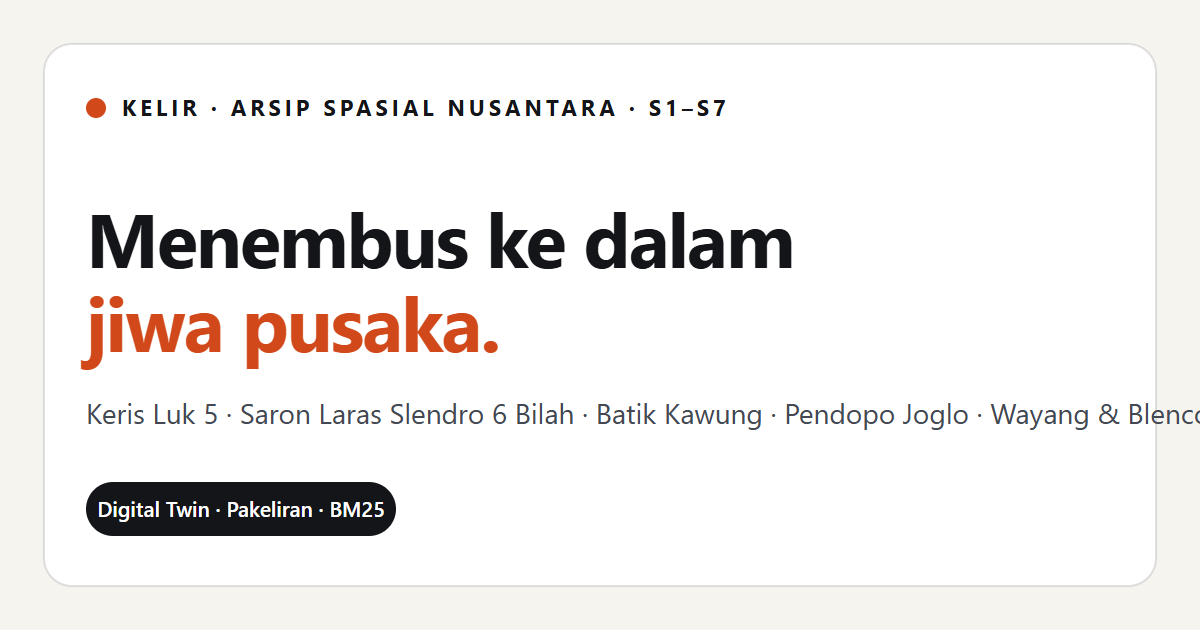 KELIR · ARSIP SPASIAL NUSANTARA · S1–S7
Menembus ke dalam
jiwa pusaka.
Keris Luk 5 · Saron Laras Slendro 6 Bilah · Batik Kawung · Pendopo Joglo · Wayang &
Digital Twin · Pakeliran · BM25